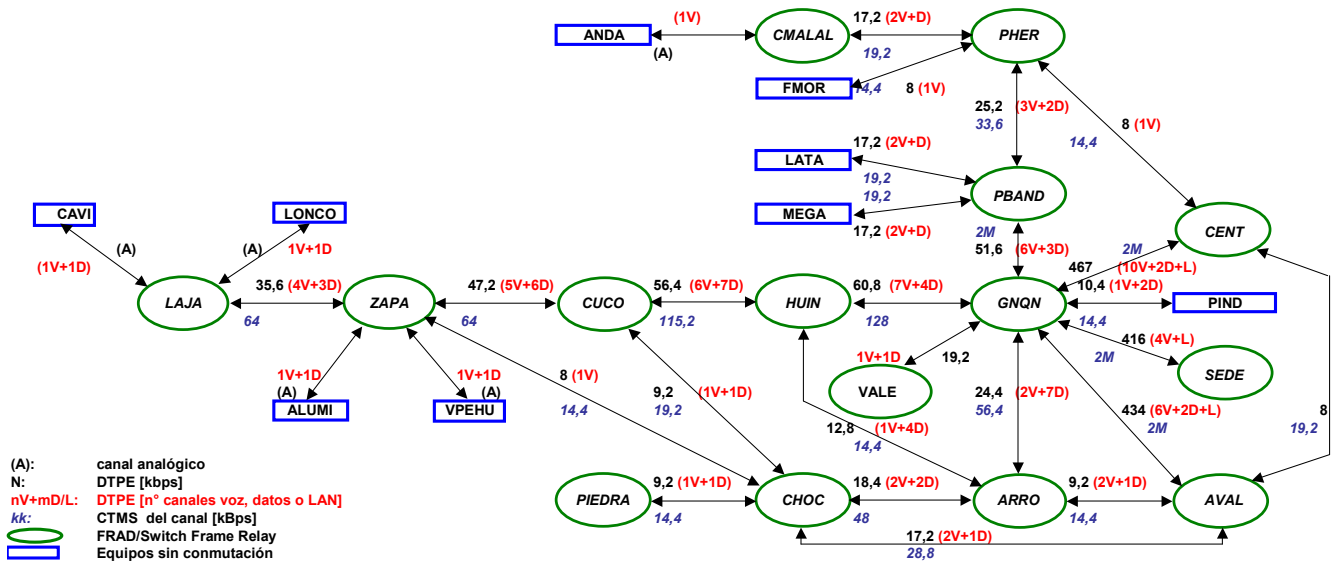 ANDA
(1V)
(A)
CMALAL
17,2 (2V+D)
19,2
PHER
FMOR
14,4
8 (1V)
25,2 (3V+2D)
33,6
8 (1V)
14,4
LATA
17,2 (2V+D)
19,2
19,2
MEGA
17,2 (2V+D)
PBAND
2M
51,6 (6V+3D)
CENT
2M
467 (10V+2D+L)
CAVI
(A)
(1V+1D)
LONCO
(A)
1V+1D
LAJA
35,6 (4V+3D)
64
ZAPA
47,2 (5V+6D)
64
CUCO
56,4 (6V+7D)
115,2
HUIN
60,8 (7V+4D)
128
GNQN
10,4 (1V+2D)
14,4
PIND
416 (4V+L)
2M
SEDE
1V+1D
19,2
VALE
1V+1D
(A)
ALUMI
1V+1D
(A)
VPEHU
8 (1V)
14,4
9,2 (1V+1D)
19,2
24,4 (2V+7D)
56,4
434 (6V+2D+L)
2M
8
19,2
12,8 (1V+4D)
14,4
PIEDRA
9,2 (1V+1D)
14,4
CHOC
18,4 (2V+2D)
48
ARRO
9,2 (2V+1D)
14,4
AVAL
17,2 (2V+1D)
28,8
(A): canal analógico
N: DTPE [kbps]
nV+mD/L: DTPE [n° canales voz, datos o LAN]
kk: CTMS del canal [kBps]
FRAD/Switch Frame Relay
Equipos sin conmutación